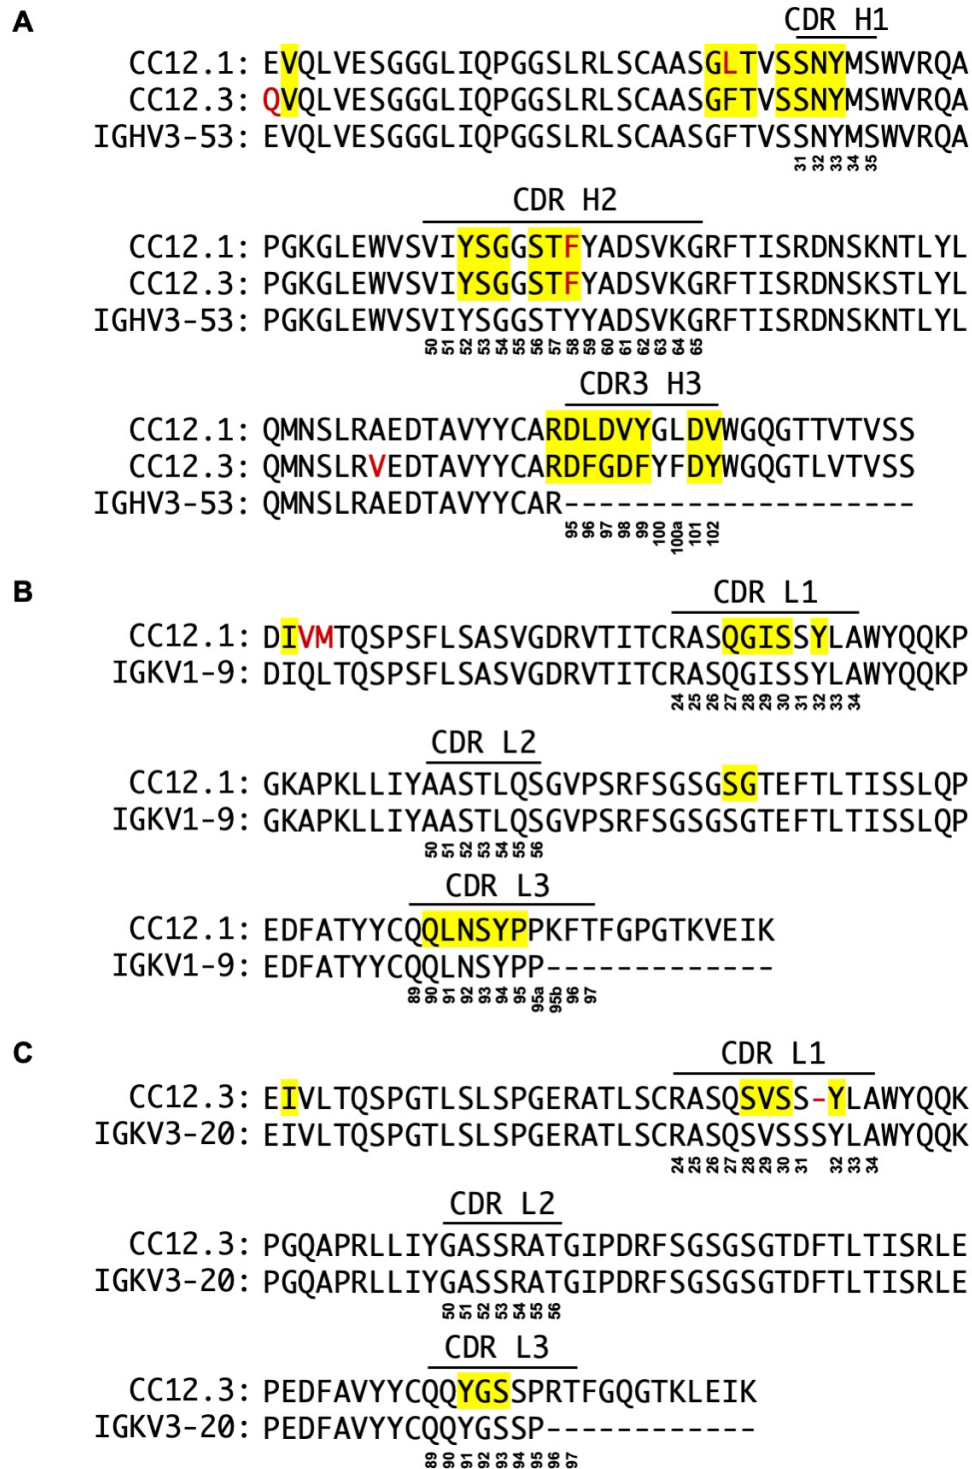 A
CDR H1
CC12.1: EVQLVESGGGLIQPGGSLRLSCAASGLTVSSNYMSWVRQA
CC12.3: QVQLVESGGGLIQPGGSLRLSCAASGFTVSSNYMSWVRQA
IGHV3-53: EVQLVESGGGLIQPGGSLRLSCAASGFTVSSNYMSWVRQA
31 32 33 34 35
CDR H2
CC12.1: PGKGLEWVSVIYSGGSTFYADSVKGRFTISRDNSKNTLYL
CC12.3: PGKGLEWVSVIYSGGSTFYADSVKGRFTISRDNSKSTLYL
IGHV3-53: PGKGLEWVSVIYSGGSTYYADSVKGRFTISRDNSKNTLYL
50 51 52 53 54 55 56 57 58 59 60 61 62 63 64 65
CDR3 H3
CC12.1: QMNSLRAEDTAVYYCARDLDVYGLDVWGQGTTVTVSS
CC12.3: QMNSLRVEDTAVYYCARDFGDFYFDYWGQGTLVTVSS
IGHV3-53: QMNSLRAEDTAVYYCAR--------------------
95 96 97 98 99 100 100a 101 102
B
CDR L1
CC12.1: DIVMTQSPSFLSASVGDRVTITCRASQGISSYLAWYQQKP
IGKV1-9: DIQLTQSPSFLSASVGDRVTITCRASQGISSYLAWYQQKP
24 25 26 27 28 29 30 31 32 33 34
CDR L2
CC12.1: GKAPKLLIYAASTLQSGVPSRFSGSGSGTEFTLTISSLQP
IGKV1-9: GKAPKLLIYAASTLQSGVPSRFSGSGSGTEFTLTISSLQP
50 51 52 53 54 55 56
CDR L3
CC12.1: EDFATYYCQQLNSYPPKFTFGPGTKVEIK
IGKV1-9: EDFATYYCQQLNSYPP-------------
89 90 91 92 93 94 95 95a 95b 96 97
C
CDR L1
CC12.3: EIVLTQSPGTLSLSPGERATLSCRASQSVSS-YLAWYQQK
IGKV3-20: EIVLTQSPGTLSLSPGERATLSCRASQSVSSSYLAWYQQK
24 25 26 27 28 29 30 31 32 33 34
CDR L2
CC12.3: PGQAPRLLIYGASSRATGIPDRFSGSGSGTDFTLTISRLE
IGKV3-20: PGQAPRLLIYGASSRATGIPDRFSGSGSGTDFTLTISRLE
50 51 52 53 54 55 56
CDR L3
CC12.3: PEDFAVYYCQQYGSSPRTFGQGTKLEIK
IGKV3-20: PEDFAVYYCQQYGSSP------------
89 90 91 92 93 94 95 96 97